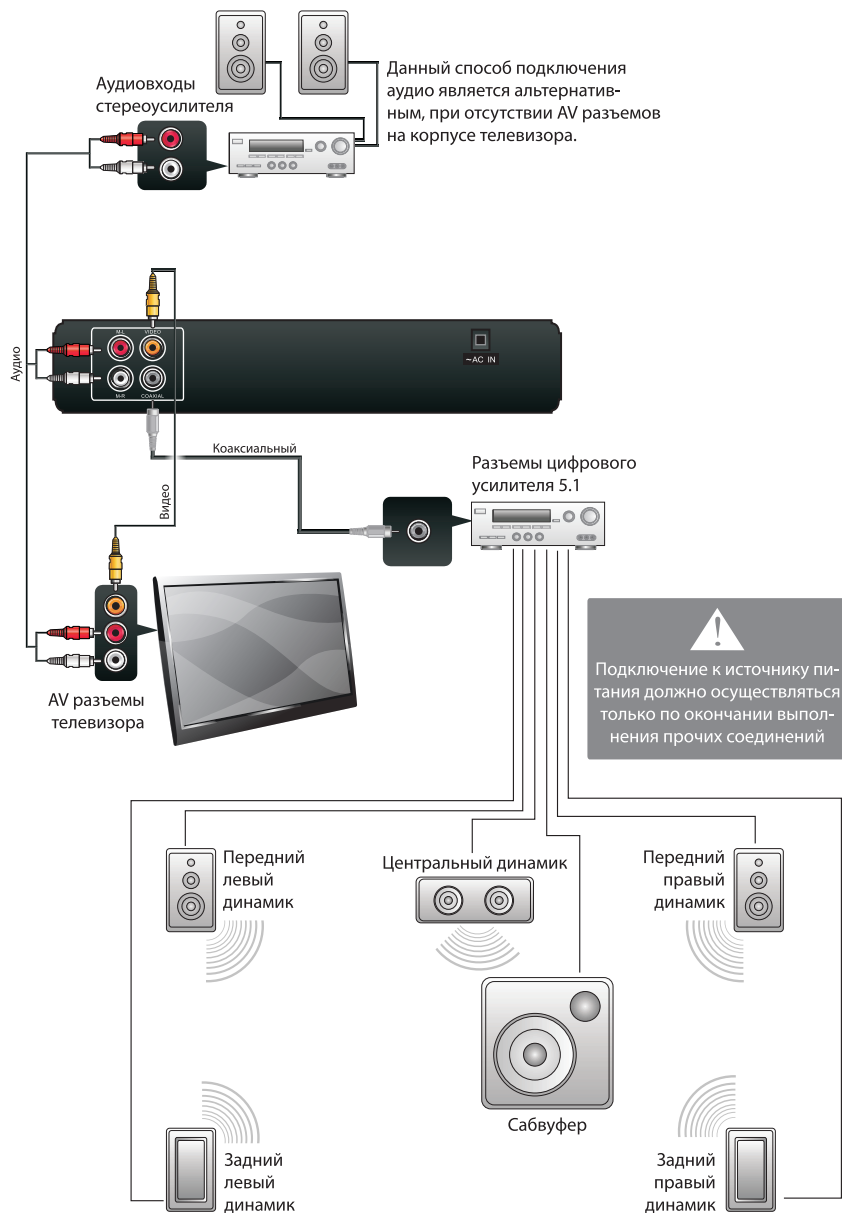 Аудиовходы
стереоусилителя
Данный способ подключения
аудио является альтернатив-
ным, при отсутствии AV разъемов
на корпусе телевизора.
Аудио
M-L
VIDEO
M-R
COAXIAL
~AC IN
Коаксиальный
Видео
Разъемы цифрового
усилителя 5.1
AV разъемы
телевизора
Подключение к источнику пи-
тания должно осуществляться
только по окончании выпол-
нения прочих соединений
Передний
левый
динамик
Центральный динамик
Передний
правый
динамик
Сабвуфер
Задний
левый
динамик
Задний
правый
динамик